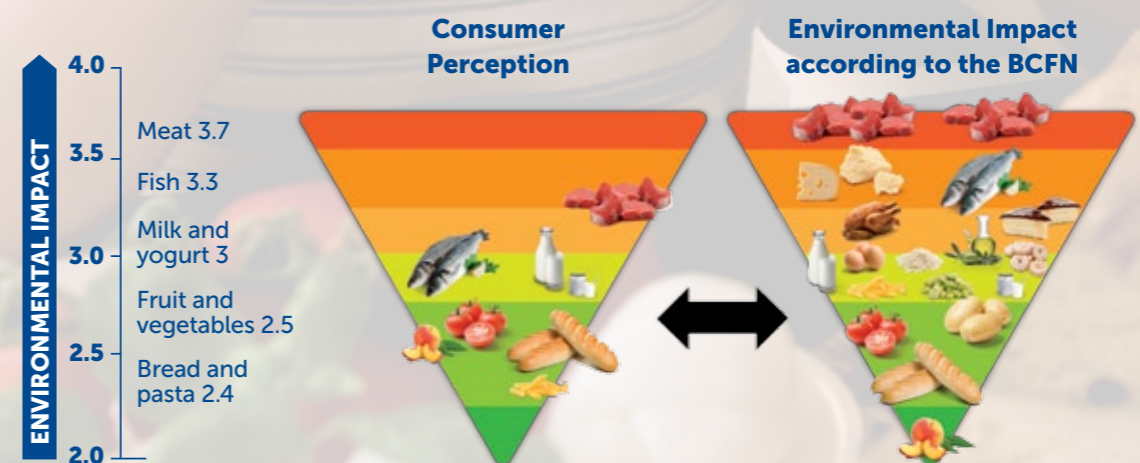 Consumer
Perception
Environmental Impact
according to the BCFN
ENVIRONMENTAL IMPACT
4.0
Meat 3.7
3.5
Fish 3.3
Milk and
yogurt 3
3.0
Fruit and
vegetables 2.5
2.5
Bread and
pasta 2.4
2.0